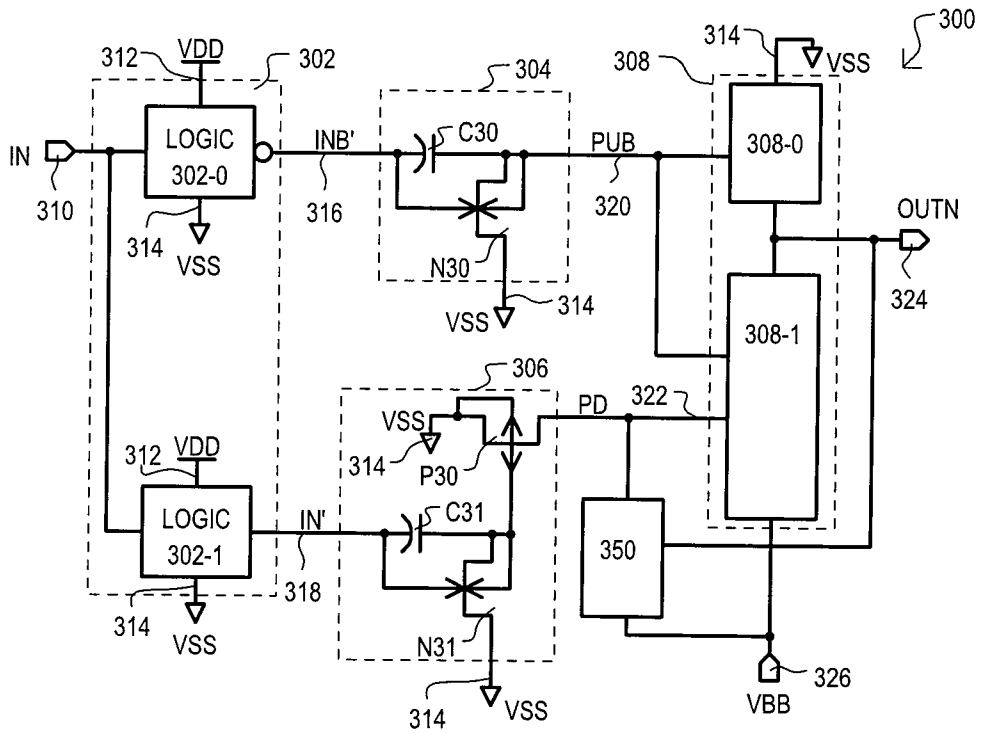 300
314
VSS
308
308-0
312
VDD
302
LOGIC
302-0
IN
310
314
VSS
INB'
316
304
C30
N30
314
VSS
PUB
320
OUTN
324
308-1
306
VSS
314
P30
PD
322
312
VDD
LOGIC
302-1
314
VSS
IN'
318
C31
N31
314
VSS
350
326
VBB